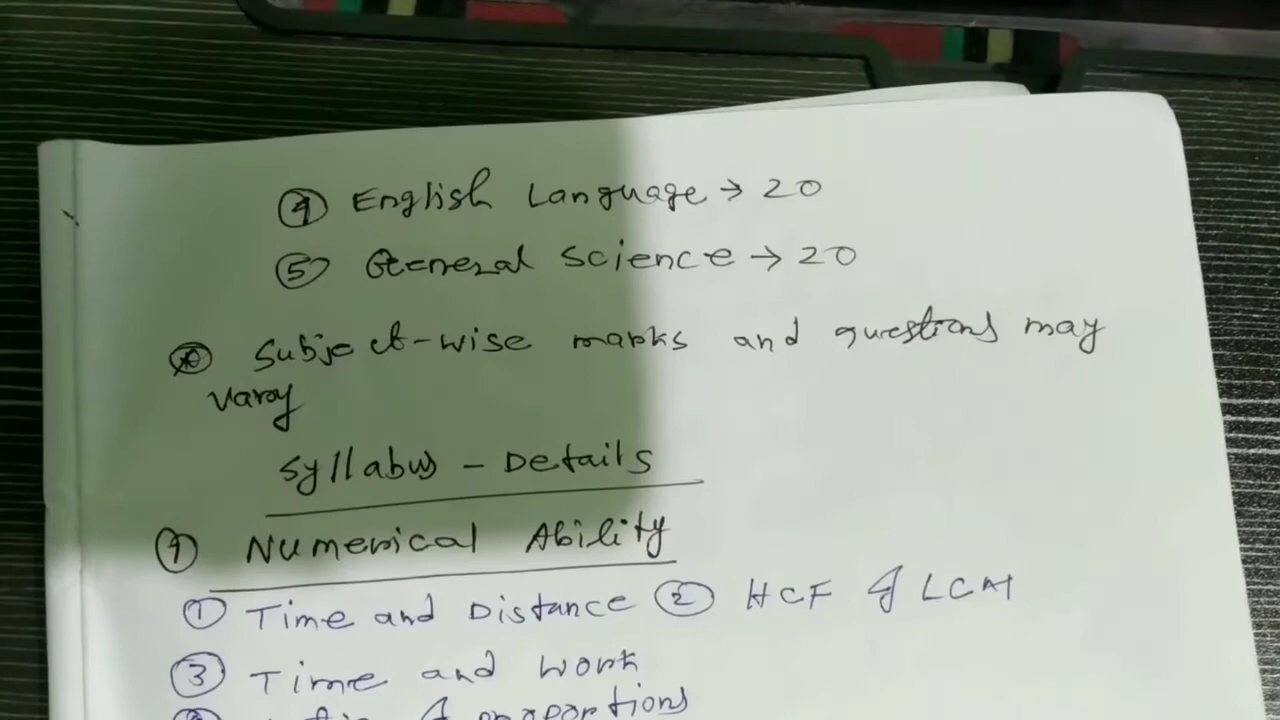 ④ English Language → 20
⑤ General Science → 20
Subject-wise marks and questions may
vary
Syllabus - Details
① Numerical Ability
① Time and Distance ② HCF & LCM
③ Time and work
& proportions